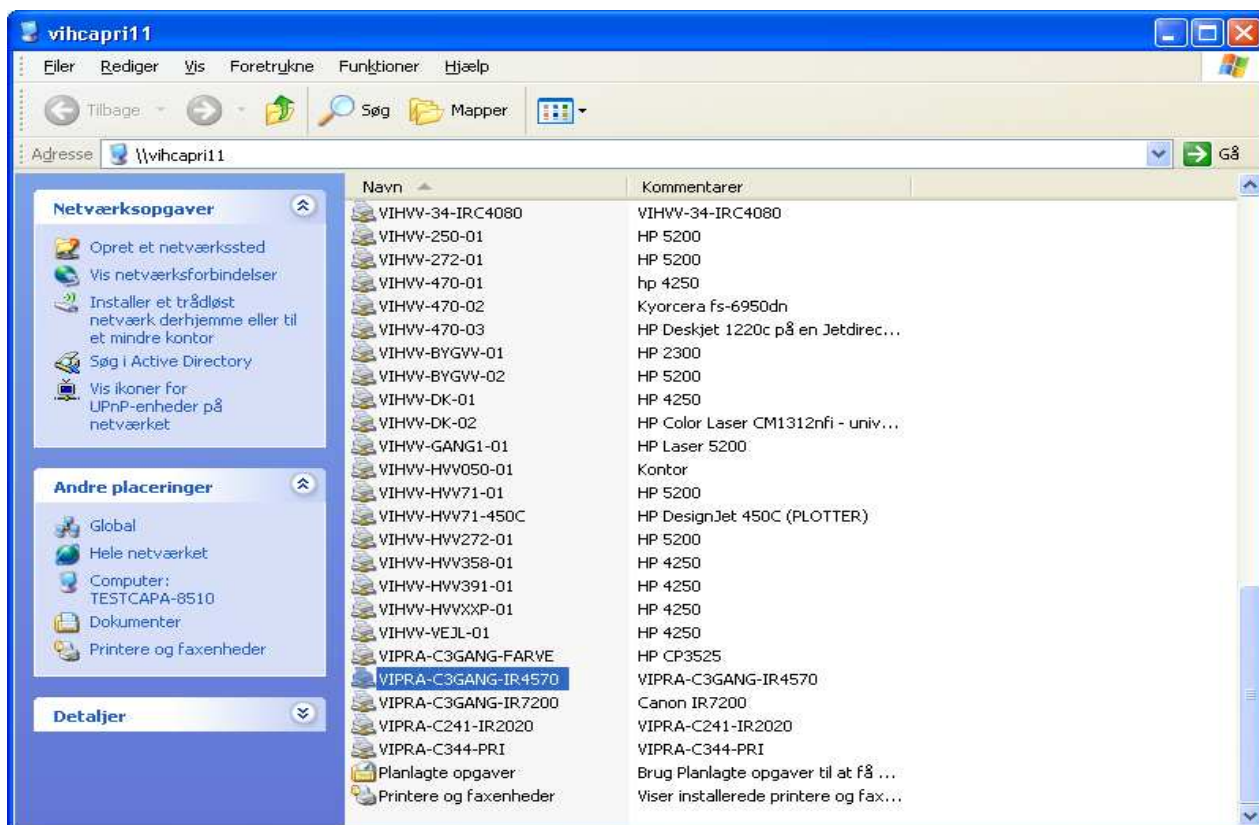 vihcapri11
Filer Rediger Vis Foretrukne Funktioner Hjælp
Tilbage Søg Mapper
Adresse \\vihcapri11 Gå
Netværksopgaver
Opret et netværkssted
Vis netværksforbindelser
Installer et trådløst
netværk derhjemme eller til
et mindre kontor
Søg i Active Directory
Vis ikoner for
UPnP-enheder på
netværket
Andre placeringer
Global
Hele netværket
Computer:
TESTCAPA-8510
Dokumenter
Printere og faxenheder
Detaljer
Navn Kommentarer
VIHVV-34-IRC4080 VIHVV-34-IRC4080
VIHVV-250-01 HP 5200
VIHVV-272-01 HP 5200
VIHVV-470-01 hp 4250
VIHVV-470-02 Kyorcera fs-6950dn
VIHVV-470-03 HP Deskjet 1220c på en Jetdirec...
VIHVV-BYGVV-01 HP 2300
VIHVV-BYGVV-02 HP 5200
VIHVV-DK-01 HP 4250
VIHVV-DK-02 HP Color Laser CM1312nfi - univ...
VIHVV-GANG1-01 HP Laser 5200
VIHVV-HVV050-01 Kontor
VIHVV-HVV71-01 HP 5200
VIHVV-HVV71-450C HP DesignJet 450C (PLOTTER)
VIHVV-HVV272-01 HP 5200
VIHVV-HVV358-01 HP 4250
VIHVV-HVV391-01 HP 4250
VIHVV-HVVXXP-01 HP 4250
VIHVV-VEJL-01 HP 4250
VIPRA-C3GANG-FARVE HP CP3525
VIPRA-C3GANG-IR4570 VIPRA-C3GANG-IR4570
VIPRA-C3GANG-IR7200 Canon IR7200
VIPRA-C241-IR2020 VIPRA-C241-IR2020
VIPRA-C344-PRI VIPRA-C344-PRI
Planlagte opgaver Brug Planlagte opgaver til at få ...
Printere og faxenheder Viser installerede printere og fax...